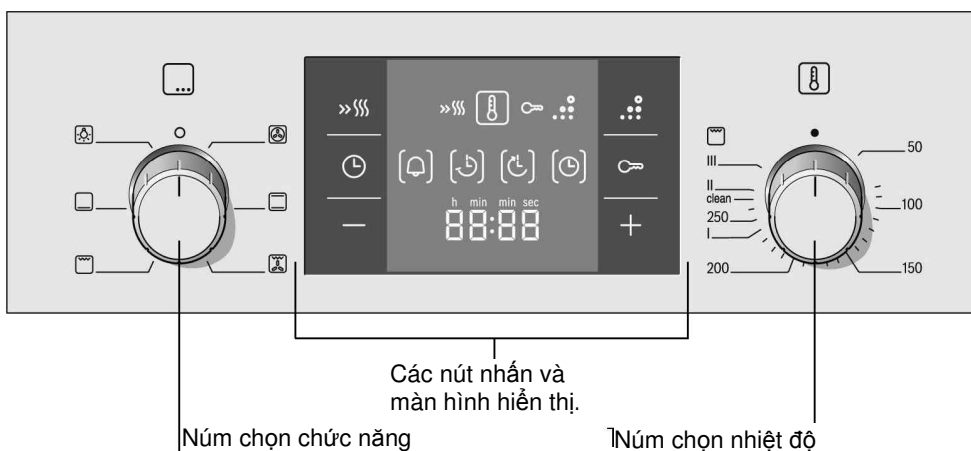 h min min sec
88:88
50
100
150
200
I
250
clean
II
III
Các nút nhấn và
màn hình hiển thị.
Núm chọn chức năng
Núm chọn nhiệt độ